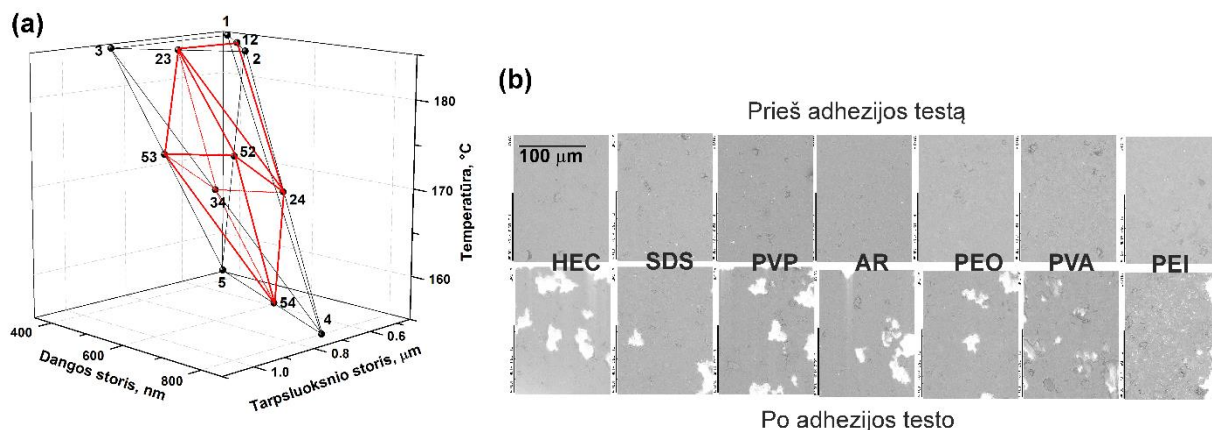 (a)
1
3
12
23
2
180
53
52
170
34
24
160
5
54
4
400
600
800
1.0
0.8
0.6
Temperatūra, °C
Dangos storis, nm
Tarpsluoksnio storis, μm
(b)
Prieš adhezijos testą
100 μm
HEC SDS PVP AR PEO PVA PEI
Po adhezijos testo